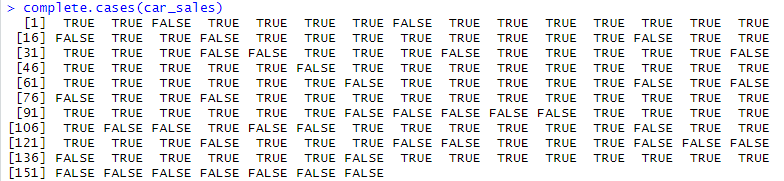 > complete.cases(car_sales)
[1] TRUE TRUE FALSE TRUE TRUE TRUE TRUE FALSE TRUE TRUE TRUE TRUE TRUE TRUE TRUE
[16] FALSE TRUE TRUE FALSE TRUE TRUE TRUE TRUE TRUE TRUE TRUE TRUE FALSE TRUE TRUE
[31] TRUE TRUE TRUE FALSE FALSE TRUE TRUE TRUE FALSE TRUE TRUE TRUE TRUE TRUE FALSE
[46] TRUE TRUE TRUE TRUE TRUE FALSE TRUE TRUE TRUE TRUE TRUE TRUE TRUE TRUE TRUE
[61] TRUE TRUE TRUE TRUE TRUE TRUE FALSE TRUE TRUE TRUE TRUE TRUE FALSE TRUE FALSE
[76] FALSE TRUE TRUE FALSE TRUE TRUE TRUE TRUE TRUE TRUE TRUE TRUE TRUE TRUE TRUE
[91] TRUE TRUE TRUE TRUE TRUE TRUE FALSE FALSE FALSE FALSE FALSE TRUE TRUE TRUE TRUE
[106] TRUE FALSE FALSE TRUE FALSE FALSE TRUE TRUE TRUE TRUE TRUE TRUE FALSE TRUE TRUE
[121] TRUE TRUE TRUE FALSE TRUE TRUE TRUE FALSE FALSE TRUE TRUE TRUE FALSE FALSE FALSE
[136] FALSE TRUE TRUE TRUE TRUE TRUE FALSE TRUE TRUE TRUE TRUE TRUE TRUE TRUE TRUE
[151] FALSE FALSE FALSE FALSE FALSE FALSE FALSE